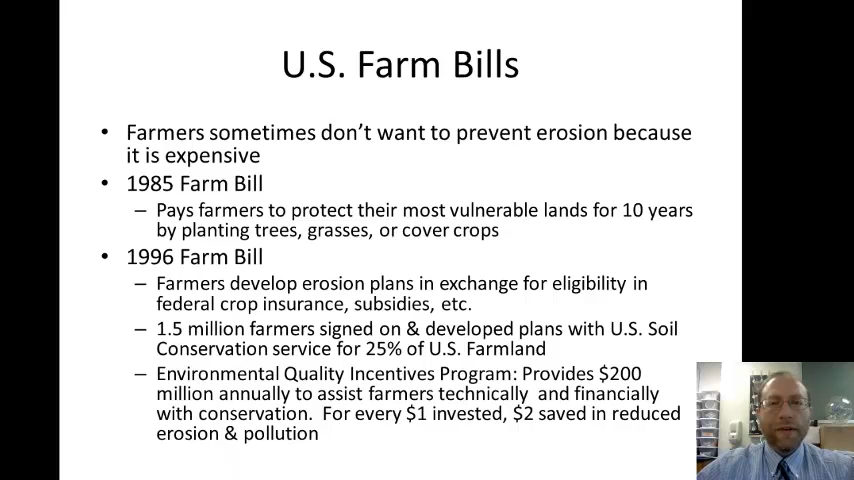 U.S. Farm Bills
• Farmers sometimes don't want to prevent erosion because
it is expensive
• 1985 Farm Bill
– Pays farmers to protect their most vulnerable lands for 10 years
by planting trees, grasses, or cover crops
• 1996 Farm Bill
– Farmers develop erosion plans in exchange for eligibility in
federal crop insurance, subsidies, etc.
– 1.5 million farmers signed on & developed plans with U.S. Soil
Conservation service for 25% of U.S. Farmland
– Environmental Quality Incentives Program: Provides $200
million annually to assist farmers technically and financially
with conservation. For every $1 invested, $2 saved in reduced
erosion & pollution